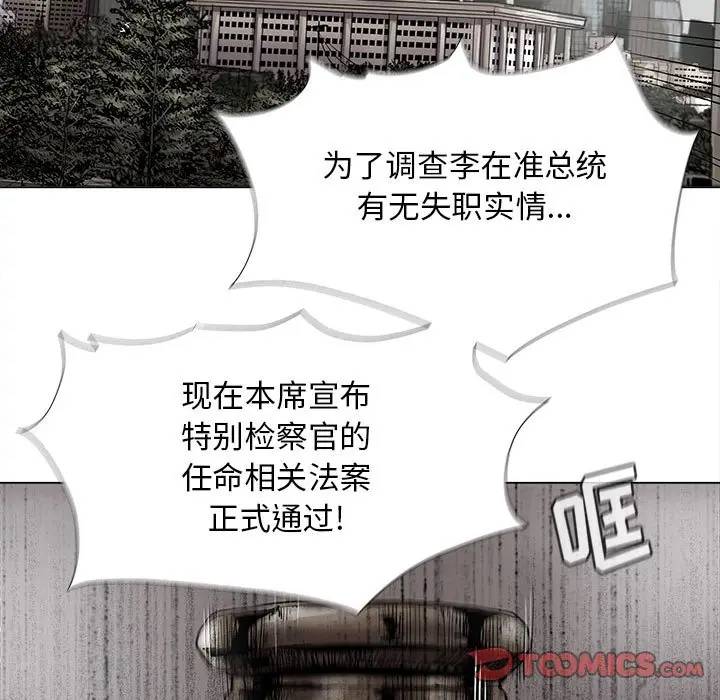 为了调查李在准总统
有无失职实情...
现在本席宣布
特别检察官的
任命相关法案
正式通过!
哐
TOOMICS.COM